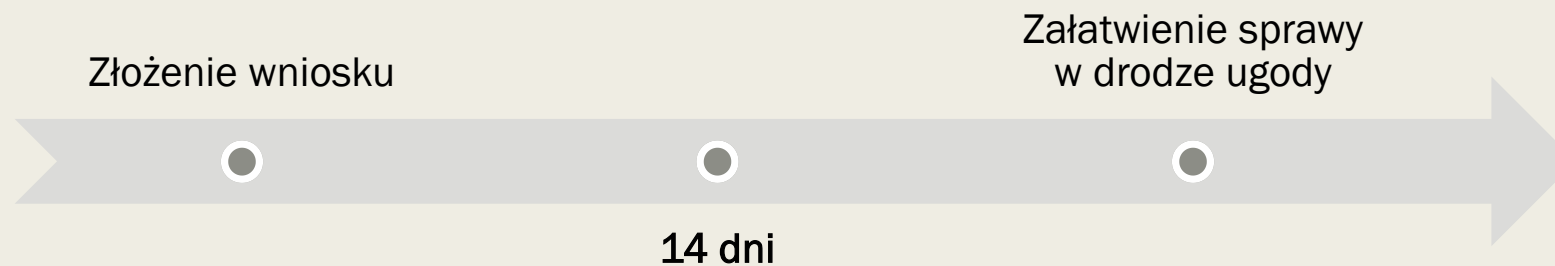 Złożenie wniosku
14 dni
Załatwienie sprawy
w drodze ugody